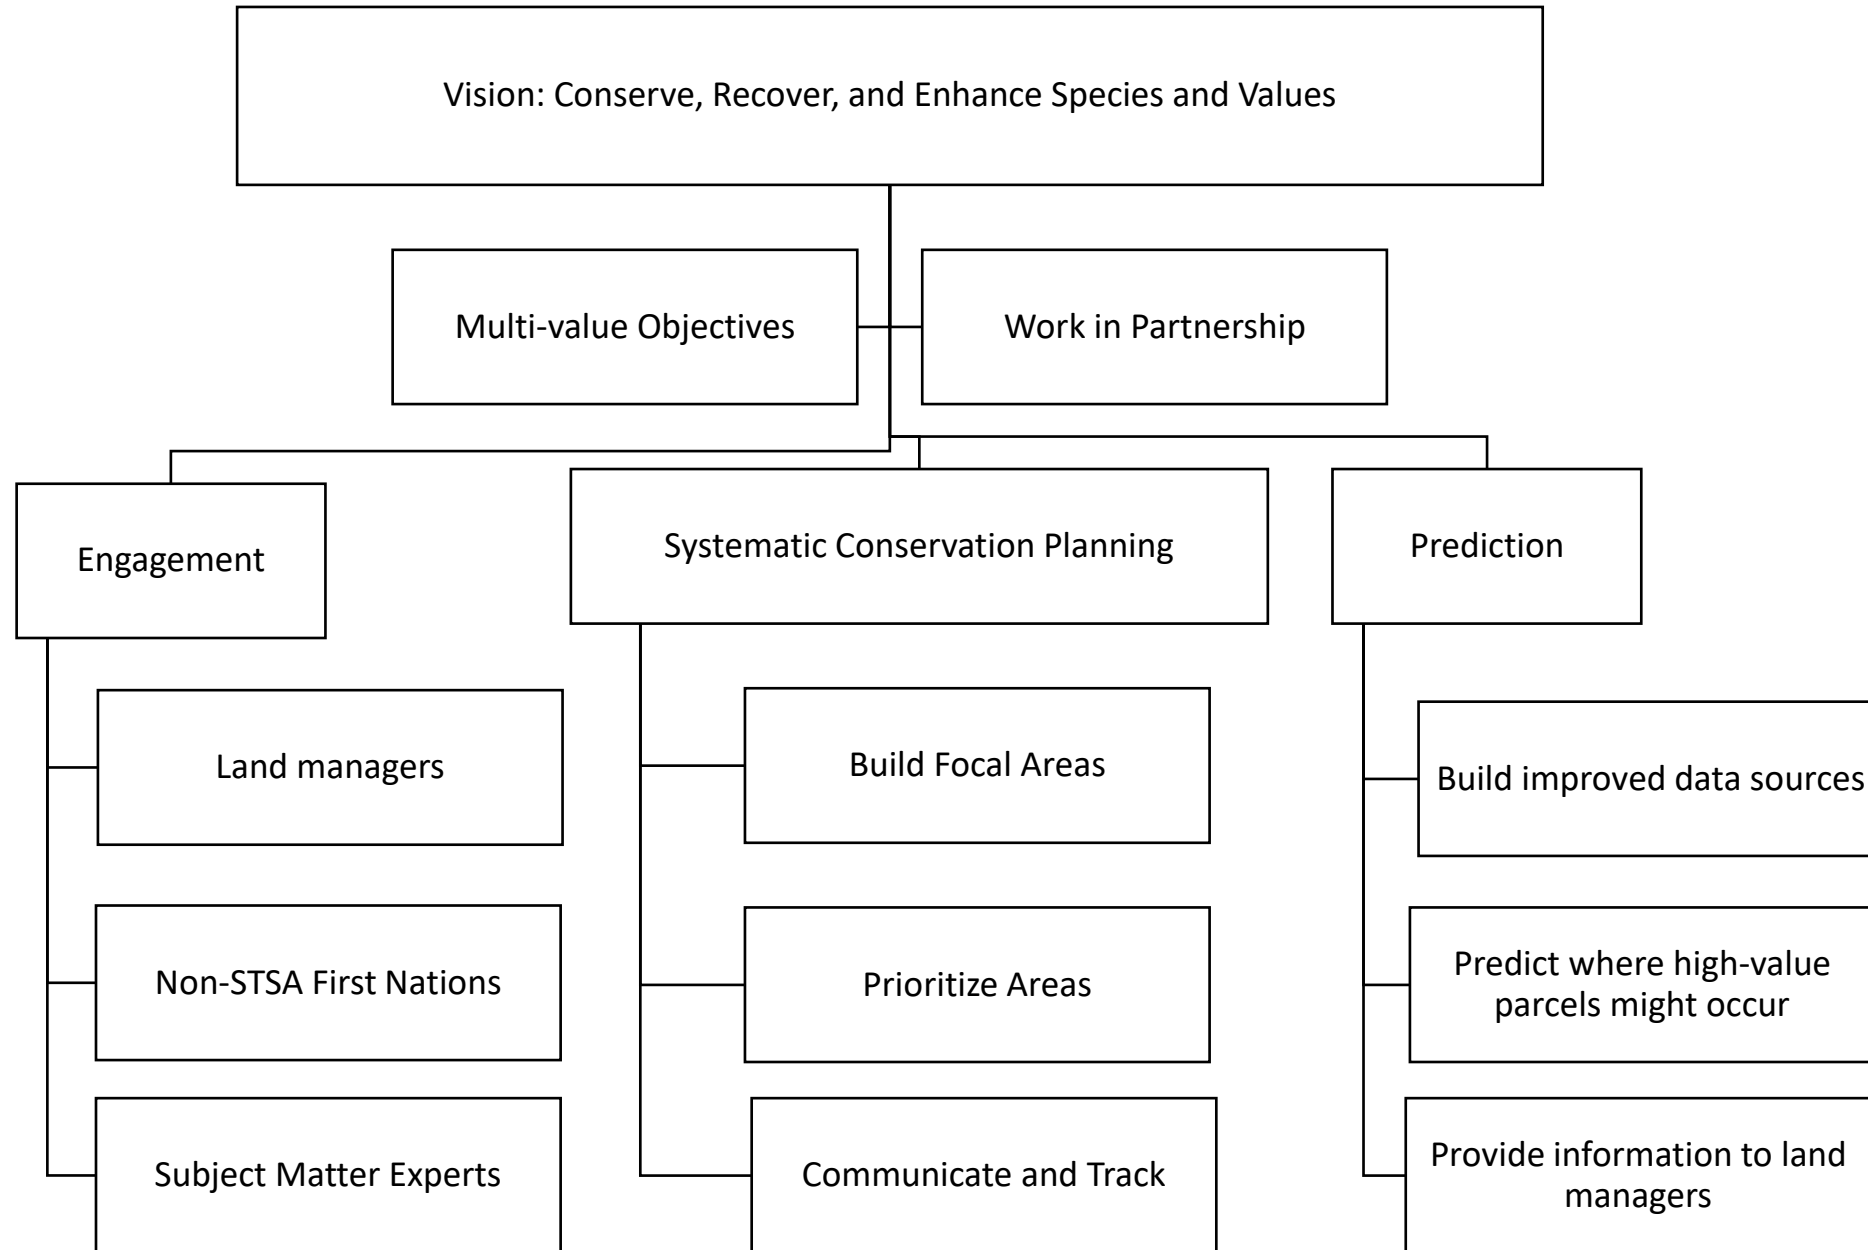 Vision: Conserve, Recover, and Enhance Species and Values
Multi-value Objectives
Work in Partnership
Engagement
Systematic Conservation Planning
Prediction
Land managers
Build Focal Areas
Build improved data sources
Non-STSA First Nations
Prioritize Areas
Predict where high-value
parcels might occur
Subject Matter Experts
Communicate and Track
Provide information to land
managers